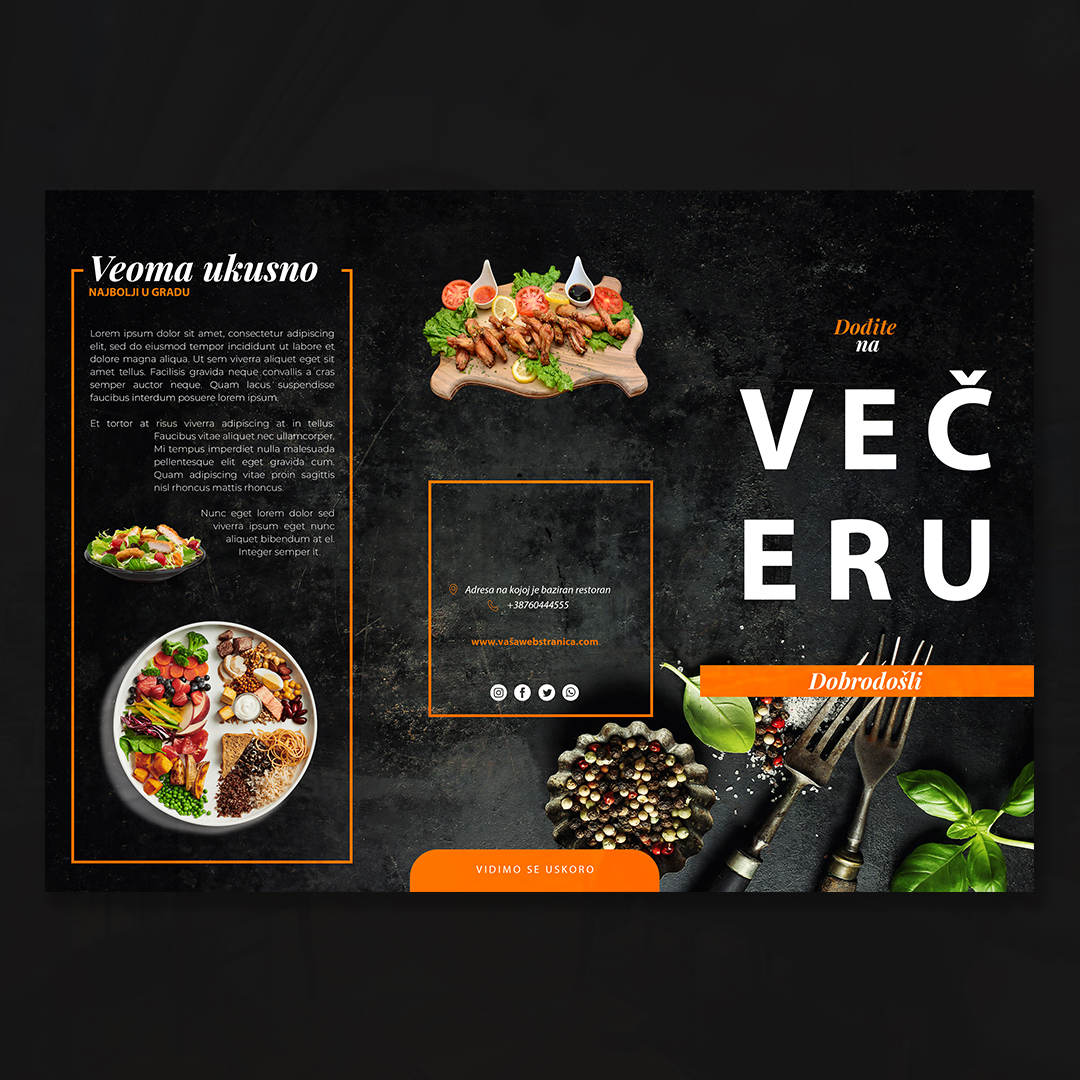 Veoma ukusno
NAJBOLJI U GRADU
Lorem ipsum dolor sit amet, consectetur adipiscing
elit, sed do eiusmod tempor incididunt ut labore et
dolore magna aliqua. Ut sem viverra aliquet eget sit
amet tellus. Facilisis gravida neque convallis a cras
semper auctor neque. Quam lacus suspendisse
faucibus interdum posuere lorem ipsum.
Et tortor at risus viverra adipiscing at in tellus.
Faucibus vitae aliquet nec ullamcorper.
Mi tempus imperdiet nulla malesuada
pellentesque elit eget gravida cum.
Quam adipiscing vitae proin sagittis
nisl rhoncus mattis rhoncus.
Nunc eget lorem dolor sed
viverra ipsum eget nunc
aliquet bibendum at el.
Integer semper it.
Adresa na kojoj je baziran restoran
+38760444555
www.vašawebstranica.com
VIDIMO SE USKORO
Dođite
na
VEČ
ERU
Dobrodošli